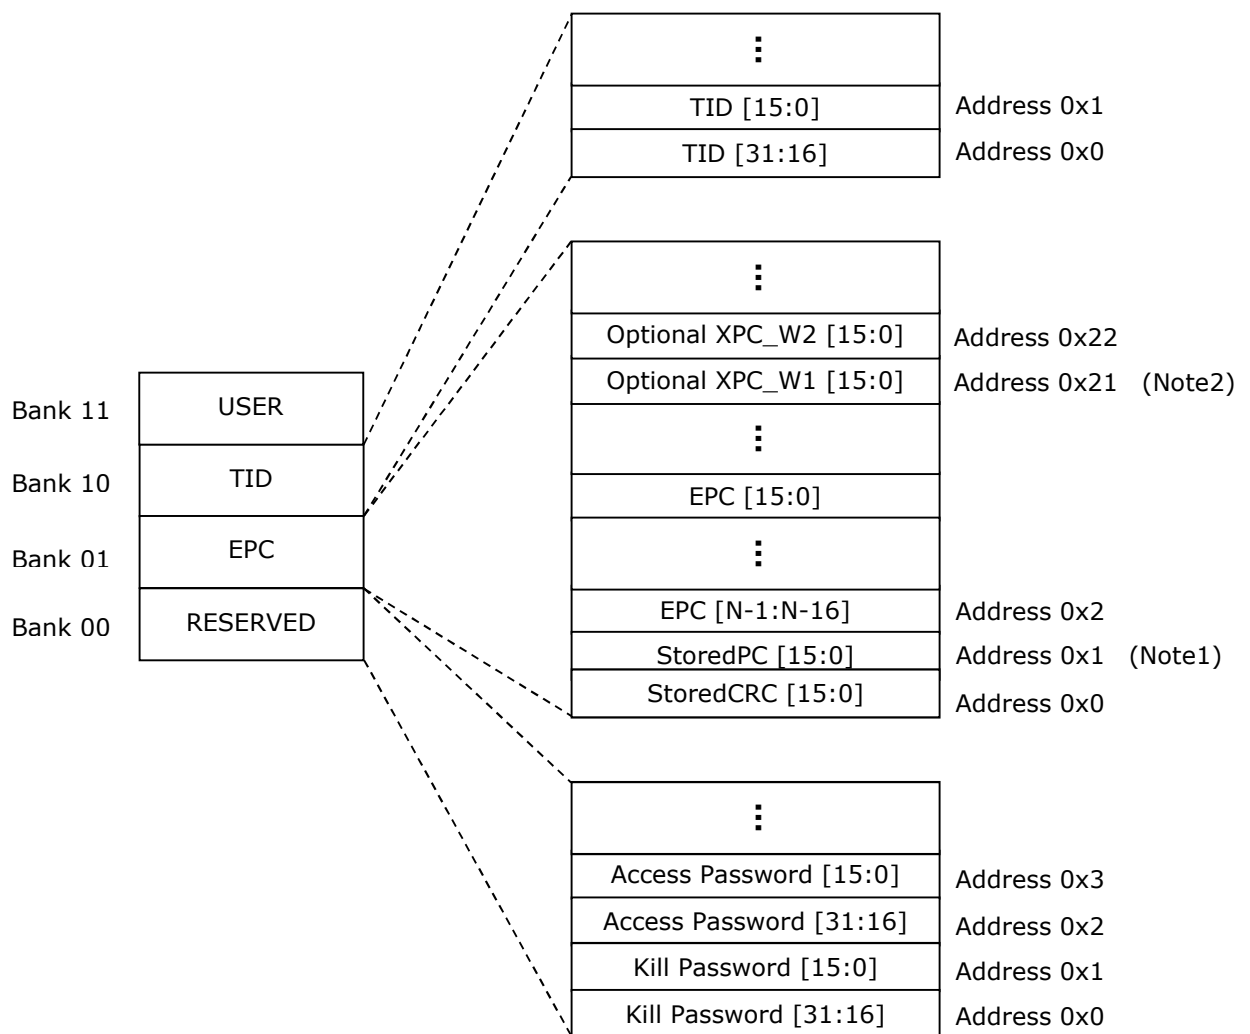 ⋮
TID [15:0] Address 0x1
TID [31:16] Address 0x0
⋮
Optional XPC_W2 [15:0] Address 0x22
Optional XPC_W1 [15:0] Address 0x21 (Note2)
Bank 11 USER
⋮
Bank 10 TID
EPC [15:0]
Bank 01 EPC
⋮
Bank 00 RESERVED
EPC [N-1:N-16] Address 0x2
StoredPC [15:0] Address 0x1 (Note1)
StoredCRC [15:0] Address 0x0
⋮
Access Password [15:0] Address 0x3
Access Password [31:16] Address 0x2
Kill Password [15:0] Address 0x1
Kill Password [31:16] Address 0x0